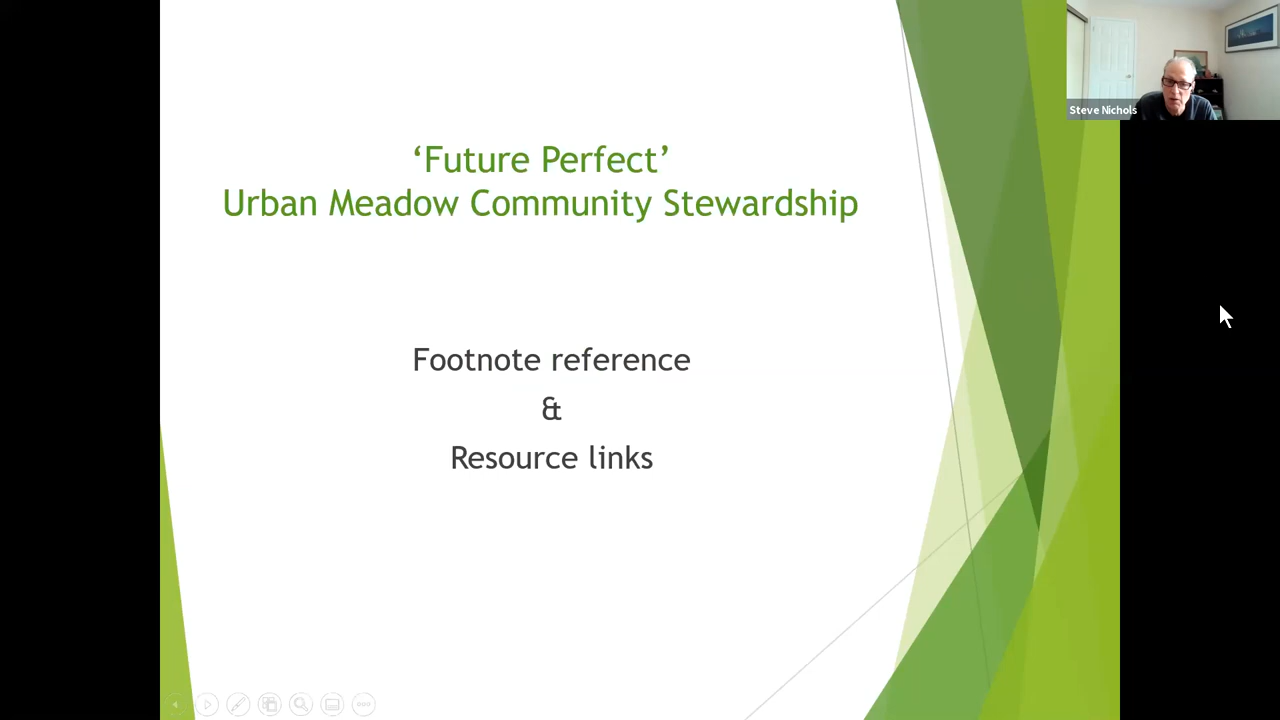 ‘Future Perfect’
Urban Meadow Community Stewardship
Footnote reference
&
Resource links
Steve Nichols